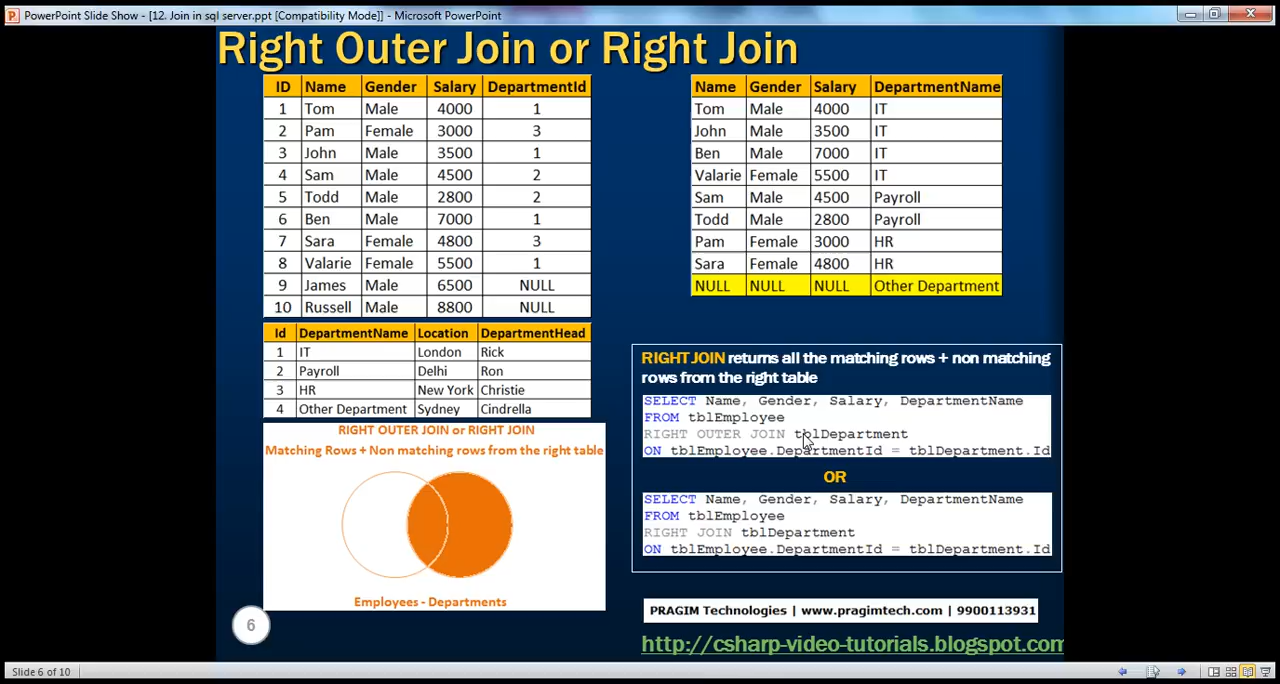 PowerPoint Slide Show - [12. Join in sql server.ppt [Compatibility Mode]] - Microsoft PowerPoint
Right Outer Join or Right Join
ID Name Gender Salary DepartmentId
1 Tom Male 4000 1
2 Pam Female 3000 3
3 John Male 3500 1
4 Sam Male 4500 2
5 Todd Male 2800 2
6 Ben Male 7000 1
7 Sara Female 4800 3
8 Valarie Female 5500 1
9 James Male 6500 NULL
10 Russell Male 8800 NULL
Id DepartmentName Location DepartmentHead
1 IT London Rick
2 Payroll Delhi Ron
3 HR New York Christie
4 Other Department Sydney Cindrella
RIGHT OUTER JOIN or RIGHT JOIN
Matching Rows + Non matching rows from the right table
Employees - Departments
6
Name Gender Salary DepartmentName
Tom Male 4000 IT
John Male 3500 IT
Ben Male 7000 IT
Valarie Female 5500 IT
Sam Male 4500 Payroll
Todd Male 2800 Payroll
Pam Female 3000 HR
Sara Female 4800 HR
NULL NULL NULL Other Department
RIGHT JOIN returns all the matching rows + non matching
rows from the right table
SELECT Name, Gender, Salary, DepartmentName
FROM tblEmployee
RIGHT OUTER JOIN tblDepartment
ON tblEmployee.DepartmentId = tblDepartment.Id
OR
SELECT Name, Gender, Salary, DepartmentName
FROM tblEmployee
RIGHT JOIN tblDepartment
ON tblEmployee.DepartmentId = tblDepartment.Id
PRAGIM Technologies | www.pragimtech.com | 9900113931
http://csharp-video-tutorials.blogspot.com
Slide 6 of 10